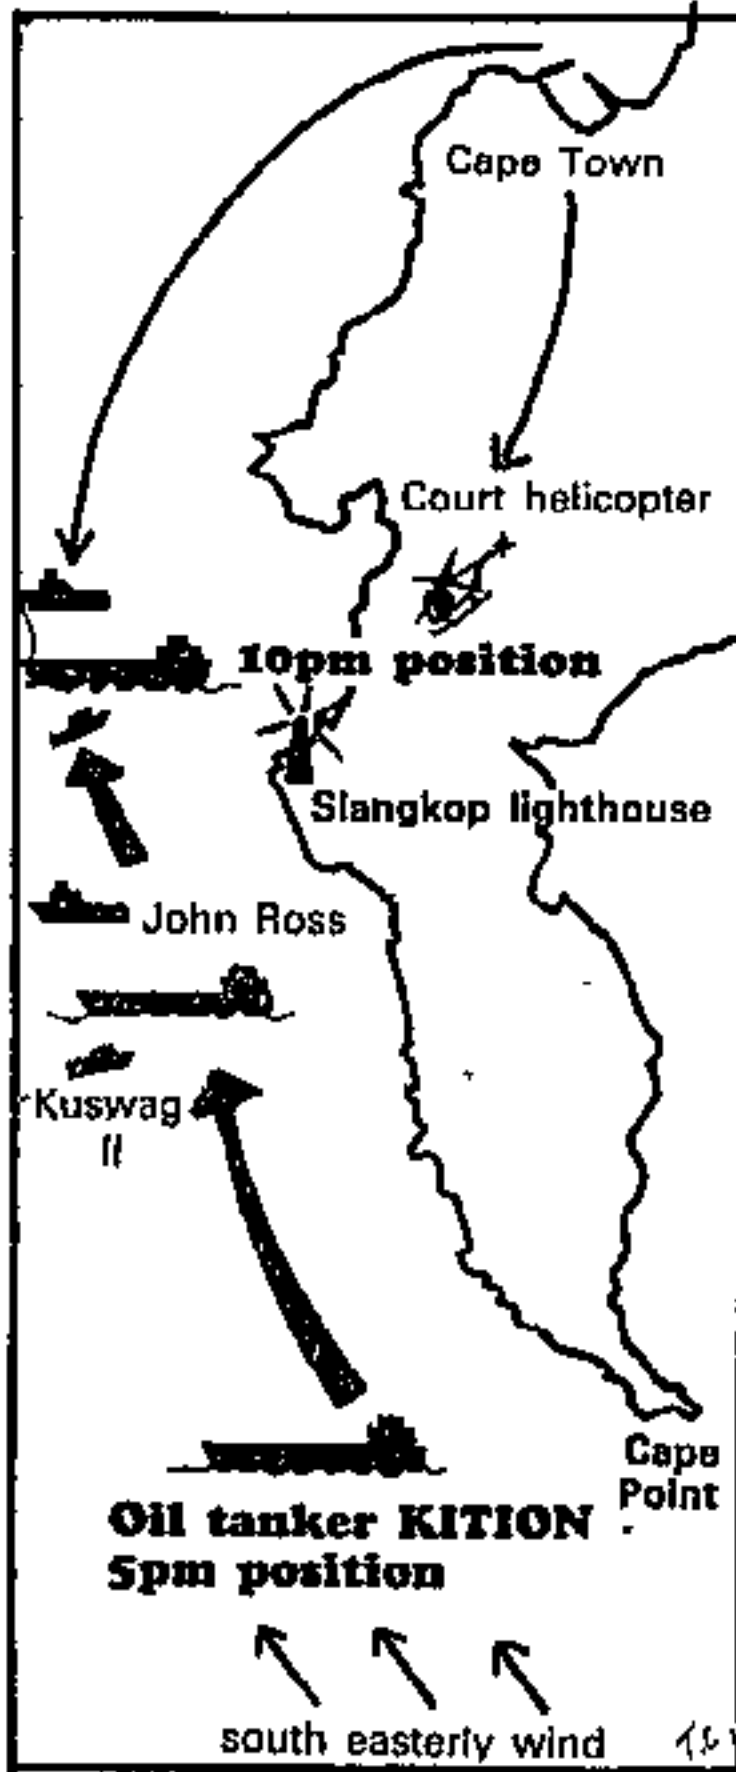 Cape Town
Court helicopter
10pm position
Slangkop lighthouse
John Ross
Kuswag
II
Cape
Point
Oil tanker KITION
5pm position
south easterly wind